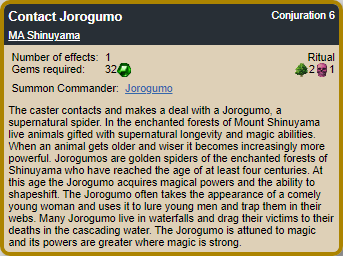 Contact Jorogumo Conjuration 6
MA Shinuyama
Number of effects: 1 Ritual
Gems required: 32 2 1
Summon Commander: Jorogumo
The caster contacts and makes a deal with a Jorogumo, a
supernatural spider. In the enchanted forests of Mount Shinuyama
live animals gifted with supernatural longevity and magic abilities.
When an animal gets older and wiser it becomes increasingly more
powerful. Jorogumos are golden spiders of the enchanted forests of
Shinuyama who have reached the age of at least four centuries. At
this age the Jorogumo acquires magical powers and the ability to
shapeshift. The Jorogumo often takes the appearance of a comely
young woman and uses it to lure young men and trap them in their
webs. Many Jorogumo live in waterfalls and drag their victims to their
deaths in the cascading water. The Jorogumo is attuned to magic
and its powers are greater where magic is strong.